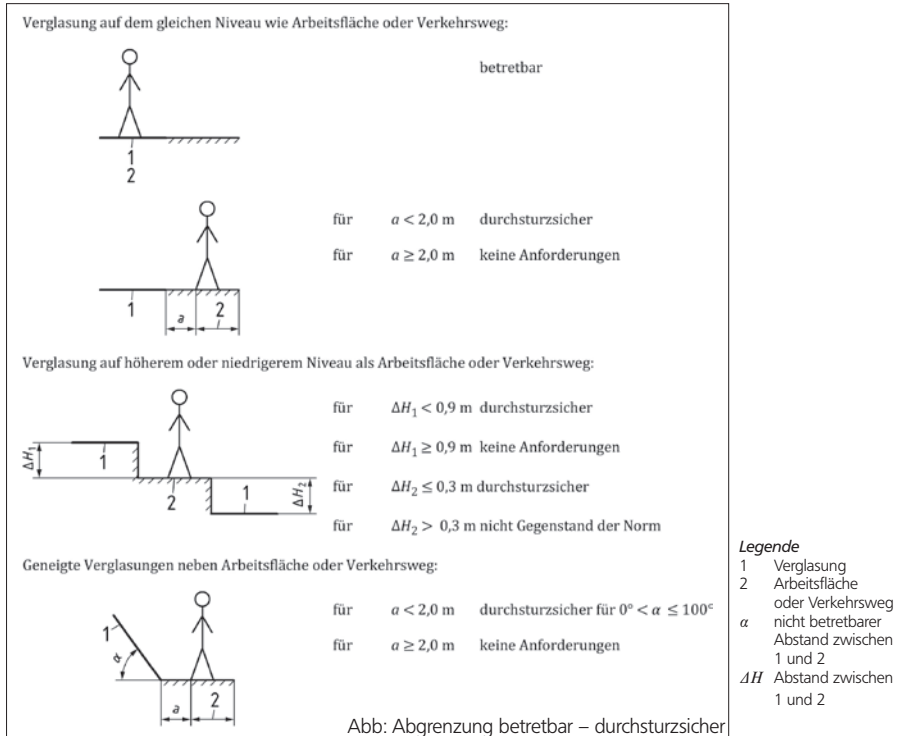 Verglasung auf dem gleichen Niveau wie Arbeitsfläche oder Verkehrsweg:
betretbar
1
2
für a < 2,0 m durchsturzsicher
für a ≥ 2,0 m keine Anforderungen
1 a 2
Verglasung auf höherem oder niedrigerem Niveau als Arbeitsfläche oder Verkehrsweg:
für ΔH₁ < 0,9 m durchsturzsicher
für ΔH₁ ≥ 0,9 m keine Anforderungen
für ΔH₂ ≤ 0,3 m durchsturzsicher
für ΔH₂ > 0,3 m nicht Gegenstand der Norm
ΔH₁ 1 2 1 ΔH₂
Geneigte Verglasungen neben Arbeitsfläche oder Verkehrsweg:
für a < 2,0 m durchsturzsicher für 0° < α ≤ 100°
für a ≥ 2,0 m keine Anforderungen
1 α a 2
Abb: Abgrenzung betretbar – durchsturzsicher
Legende
1 Verglasung
2 Arbeitsfläche
oder Verkehrsweg
α nicht betretbarer
Abstand zwischen
1 und 2
ΔH Abstand zwischen
1 und 2